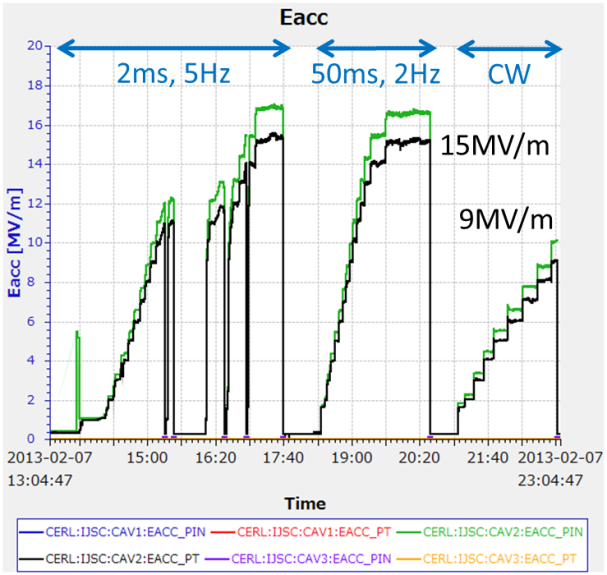 Eacc
2ms, 5Hz 50ms, 2Hz CW
15MV/m
9MV/m
Eacc [MV/m]
20
18
16
14
12
10
8
6
4
2
0
2013-02-07 15:00 16:20 17:40 19:00 20:20 21:40 2013-02-07
13:04:47 23:04:47
Time
CERL:IJSC:CAV1:EACC_PIN CERL:IJSC:CAV1:EACC_PT CERL:IJSC:CAV2:EACC_PIN
CERL:IJSC:CAV2:EACC_PT CERL:IJSC:CAV3:EACC_PIN CERL:IJSC:CAV3:EACC_PT